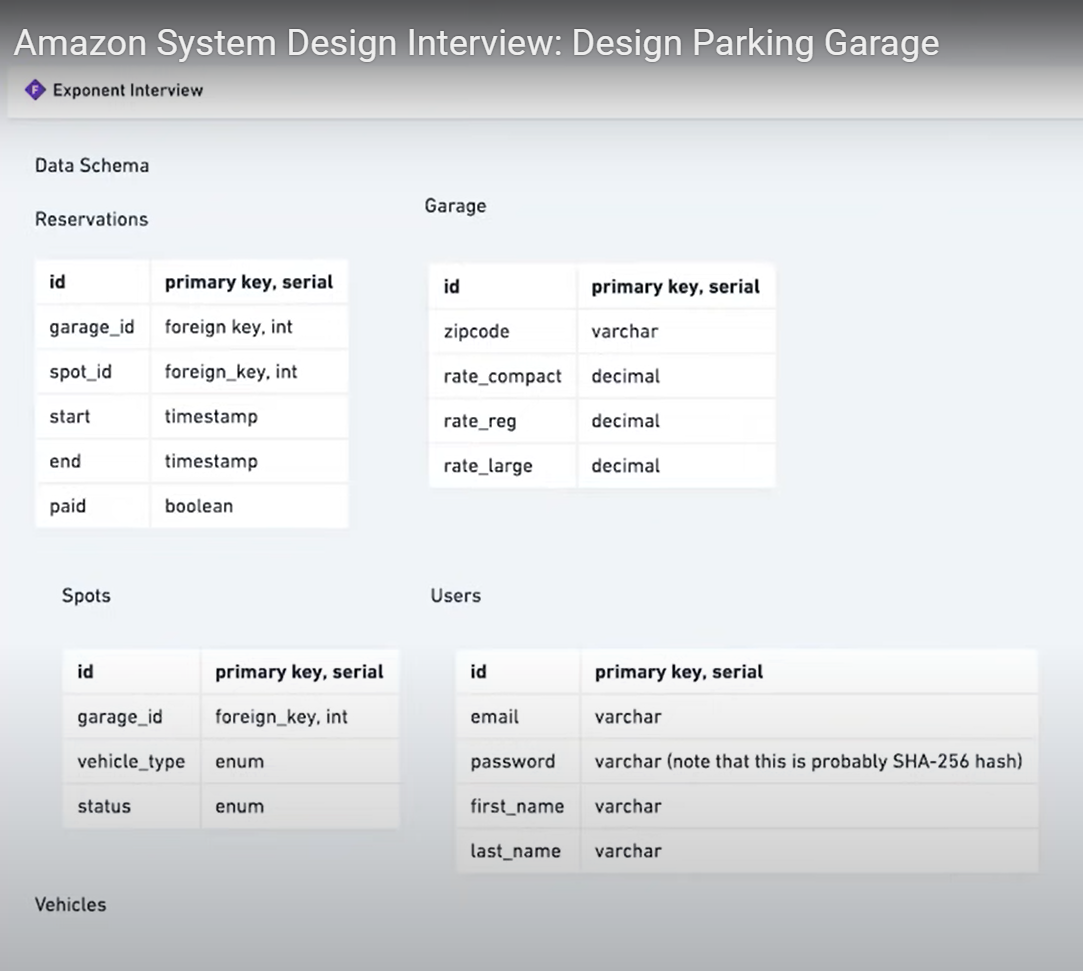 Amazon System Design Interview: Design Parking Garage
F Exponent Interview
Data Schema
Reservations
id primary key, serial
garage_id foreign key, int
spot_id foreign_key, int
start timestamp
end timestamp
paid boolean
Garage
id primary key, serial
zipcode varchar
rate_compact decimal
rate_reg decimal
rate_large decimal
Spots
id primary key, serial
garage_id foreign_key, int
vehicle_type enum
status enum
Users
id primary key, serial
email varchar
password varchar (note that this is probably SHA-256 hash)
first_name varchar
last_name varchar
Vehicles